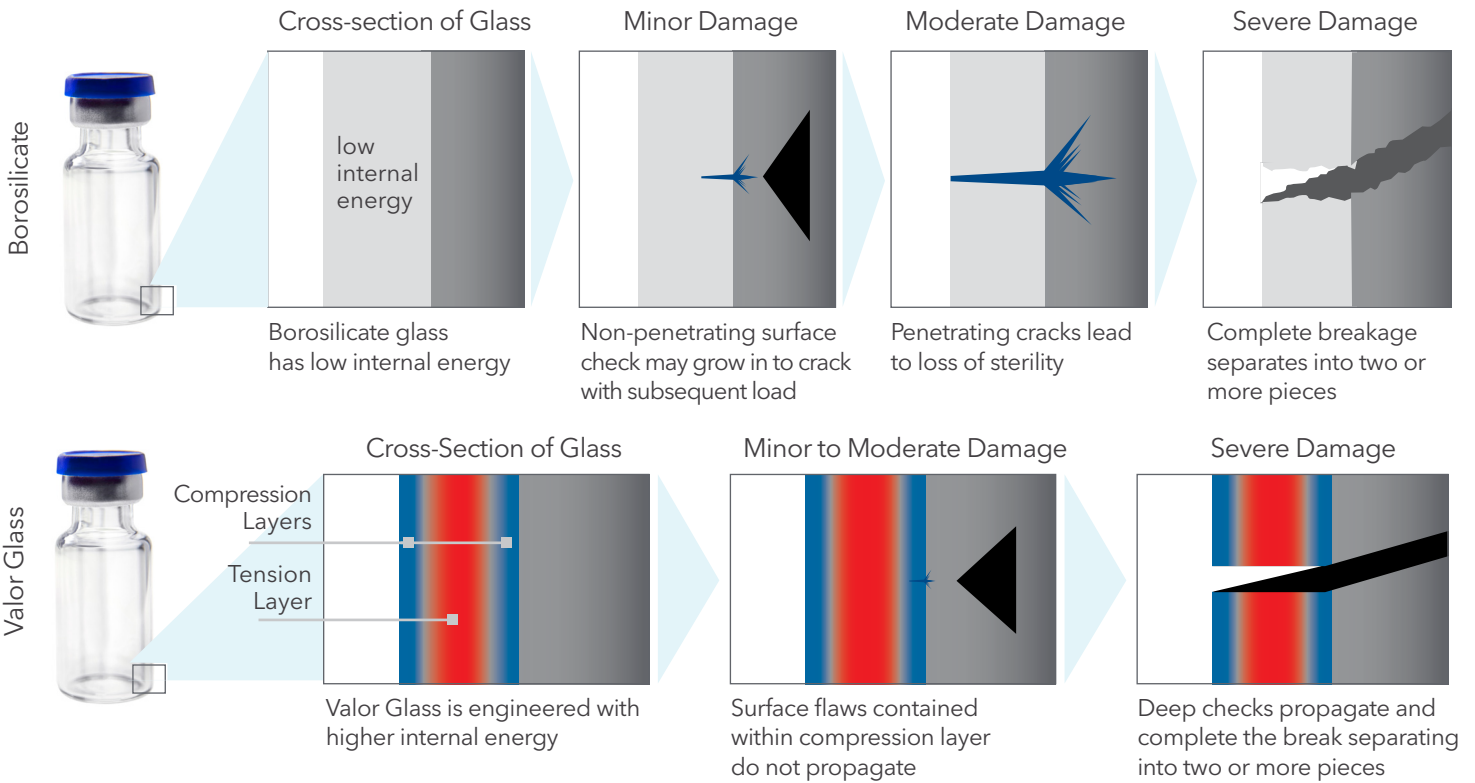 Borosilicate
Cross-section of Glass
Minor Damage
Moderate Damage
Severe Damage
low
internal
energy
Borosilicate glass
has low internal energy
Non-penetrating surface
check may grow in to crack
with subsequent load
Penetrating cracks lead
to loss of sterility
Complete breakage
separates into two or
more pieces
Valor Glass
Cross-Section of Glass
Minor to Moderate Damage
Severe Damage
Compression
Layers
Tension
Layer
Valor Glass is engineered with
higher internal energy
Surface flaws contained
within compression layer
do not propagate
Deep checks propagate and
complete the break separating
into two or more pieces